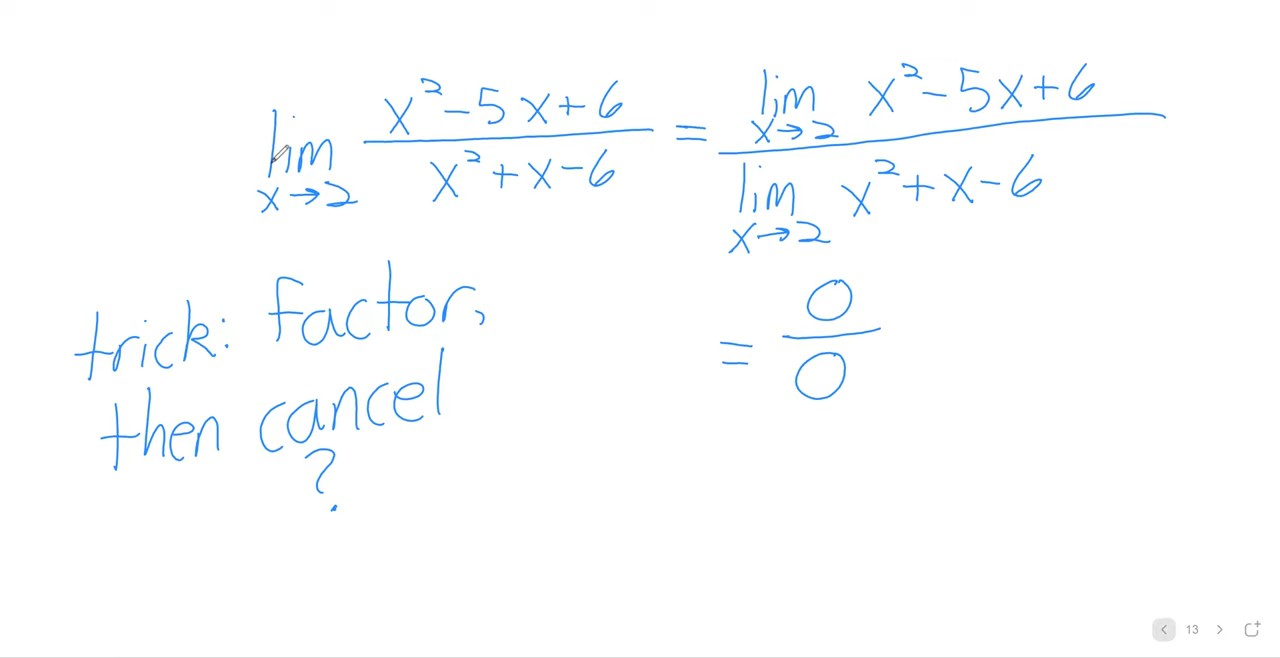 lim x→2 (x² - 5x + 6)/(x² + x - 6) = (lim x→2 x² - 5x + 6)/(lim x→2 x² + x - 6)
trick: factor,
then cancel
?
= 0/0
< 13 >